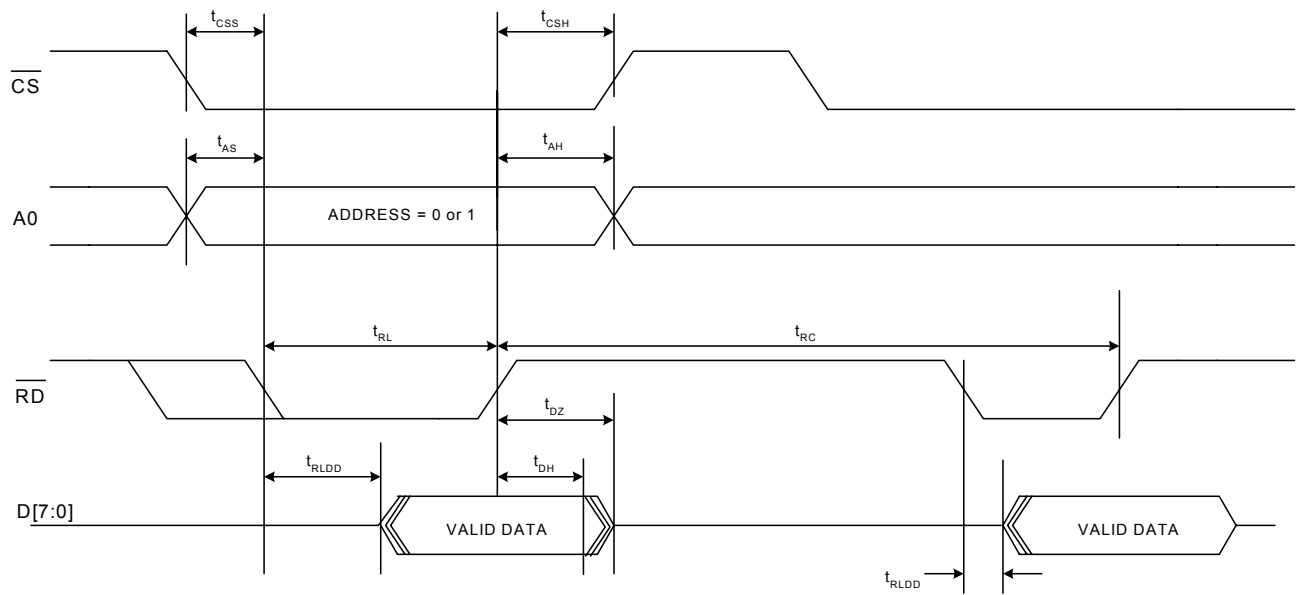 tCSS
tCSH
CS
tAS
tAH
A0
ADDRESS = 0 or 1
tRL
tRC
RD
tDZ
tRLDD
tDH
D[7:0]
VALID DATA
VALID DATA
tRLDD